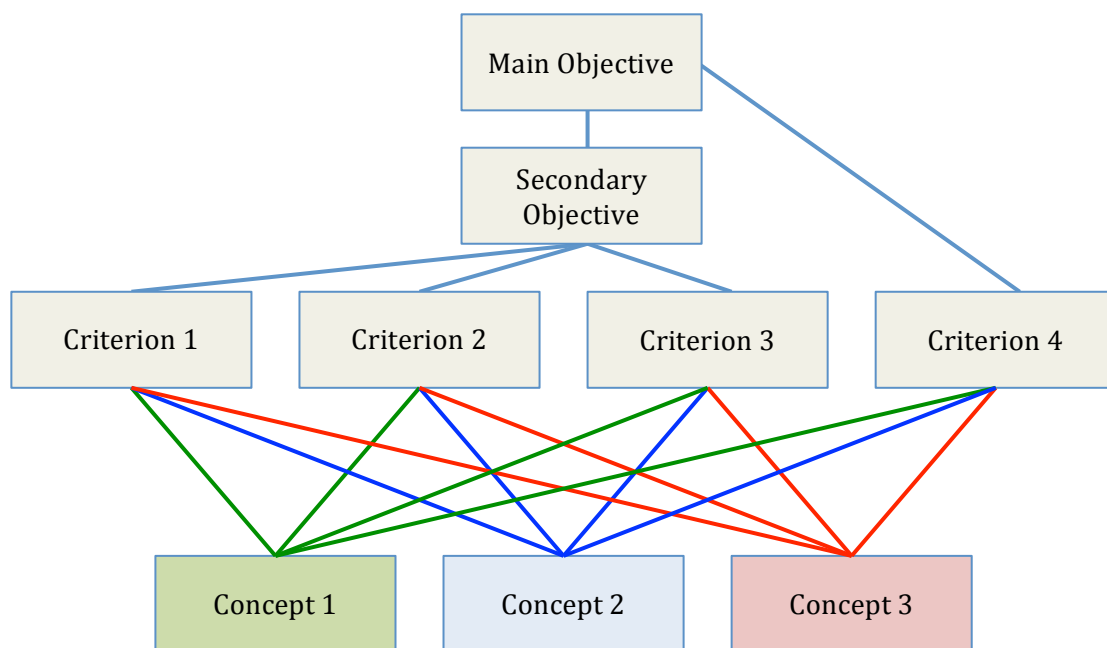 Main Objective
Secondary
Objective
Criterion 1
Criterion 2
Criterion 3
Criterion 4
Concept 1
Concept 2
Concept 3